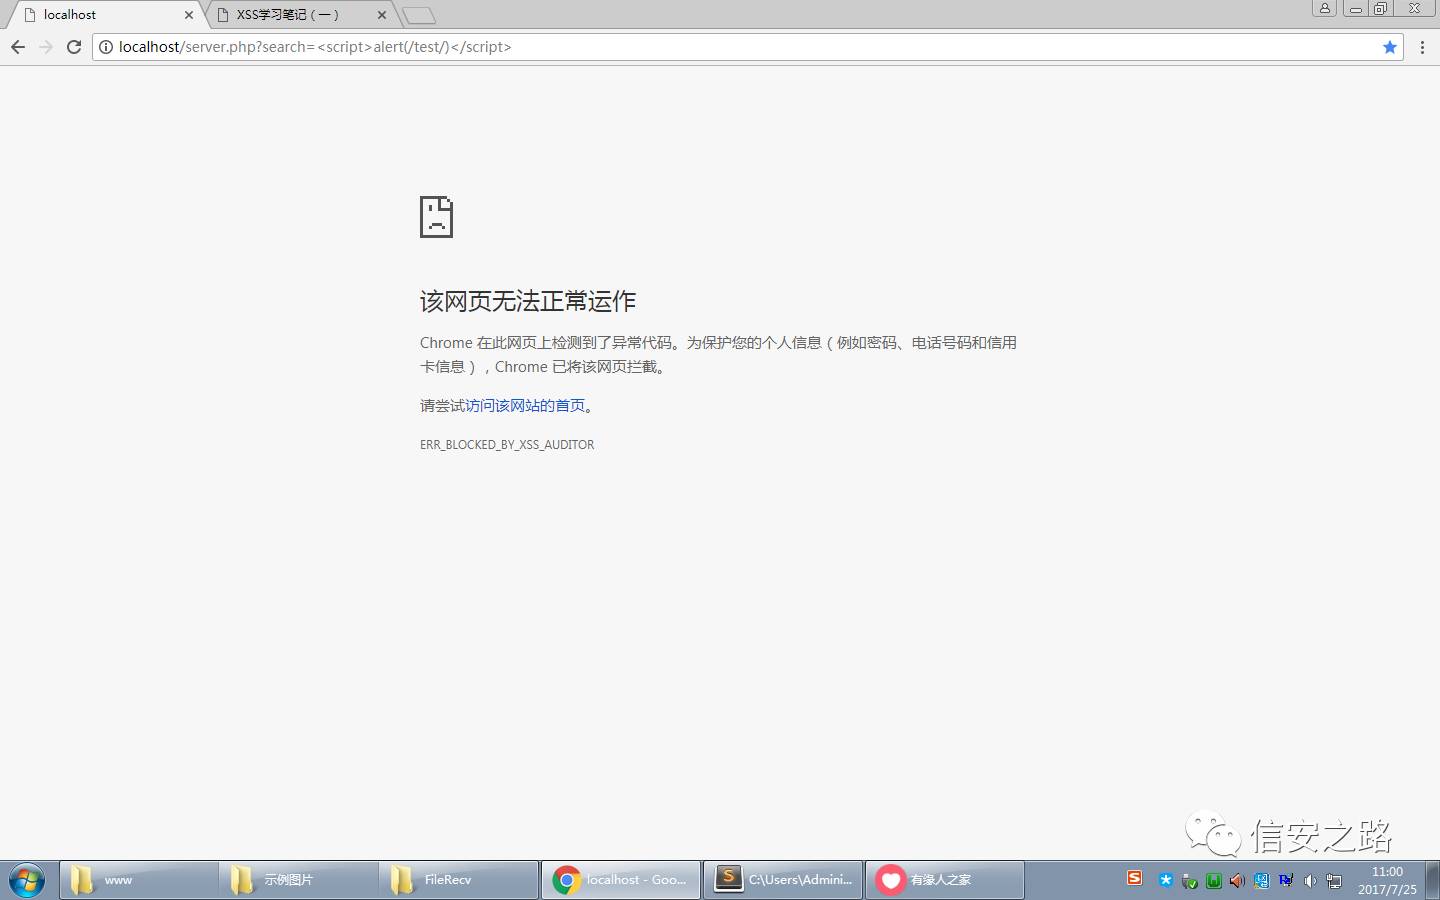 localhost
XSS学习笔记（一）
localhost/server.php?search=<script>alert(/test/)</script>
该网页无法正常运作
Chrome 在此网页上检测到了异常代码。为保护您的个人信息（例如密码、电话号码和信用
卡信息），Chrome 已将该网页拦截。
请尝试访问该网站的首页。
ERR_BLOCKED_BY_XSS_AUDITOR
信安之路
www
示例图片
FileRecv
localhost - Goo...
C:\Users\Admini...
有缘人之家
11:00
2017/7/25